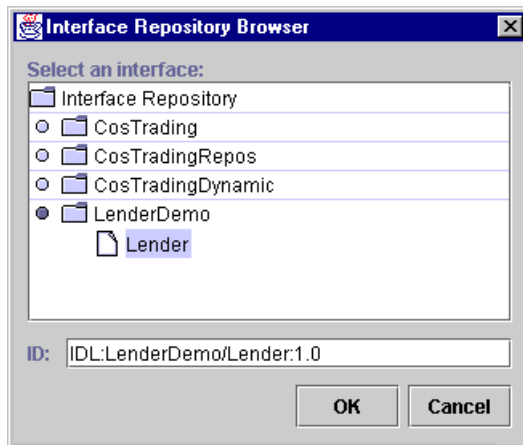 Interface Repository Browser
Select an interface:
Interface Repository
CosTrading
CosTradingRepos
CosTradingDynamic
LenderDemo
Lender
ID: IDL:LenderDemo/Lender:1.0
OK Cancel